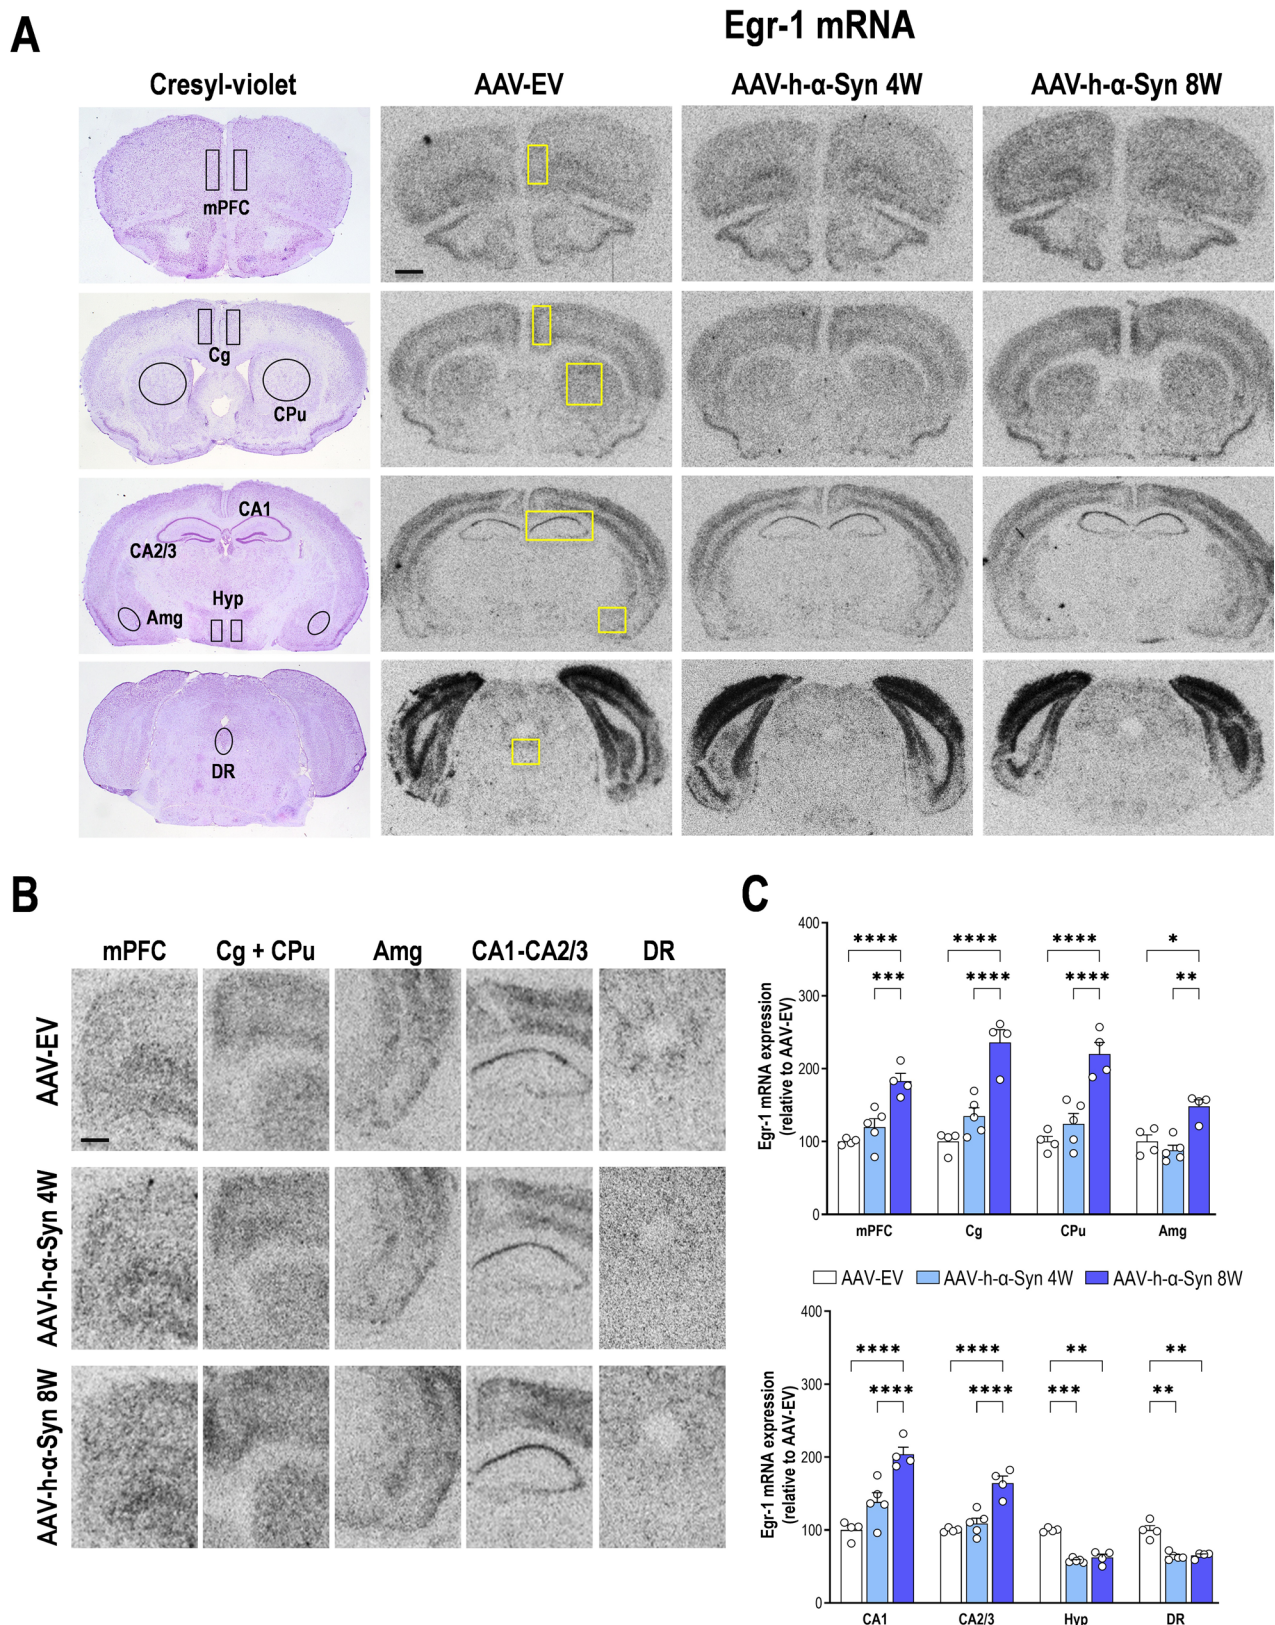 A
Egr-1 mRNA
Cresyl-violet
AAV-EV
AAV-h-α-Syn 4W
AAV-h-α-Syn 8W
mPFC
Cg
CPu
CA1
CA2/3
Hyp
Amg
DR
B
mPFC
Cg + CPu
Amg
CA1-CA2/3
DR
AAV-EV
AAV-h-α-Syn 4W
AAV-h-α-Syn 8W
C
Egr-1 mRNA expression
(relative to AAV-EV)
400
300
200
100
0
**** **** **** *
*** **** **** **
mPFC Cg CPu Amg
AAV-EV AAV-h-α-Syn 4W AAV-h-α-Syn 8W
Egr-1 mRNA expression
(relative to AAV-EV)
400
300
200
100
0
**** **** ** **
**** **** *** **
CA1 CA2/3 Hyp DR